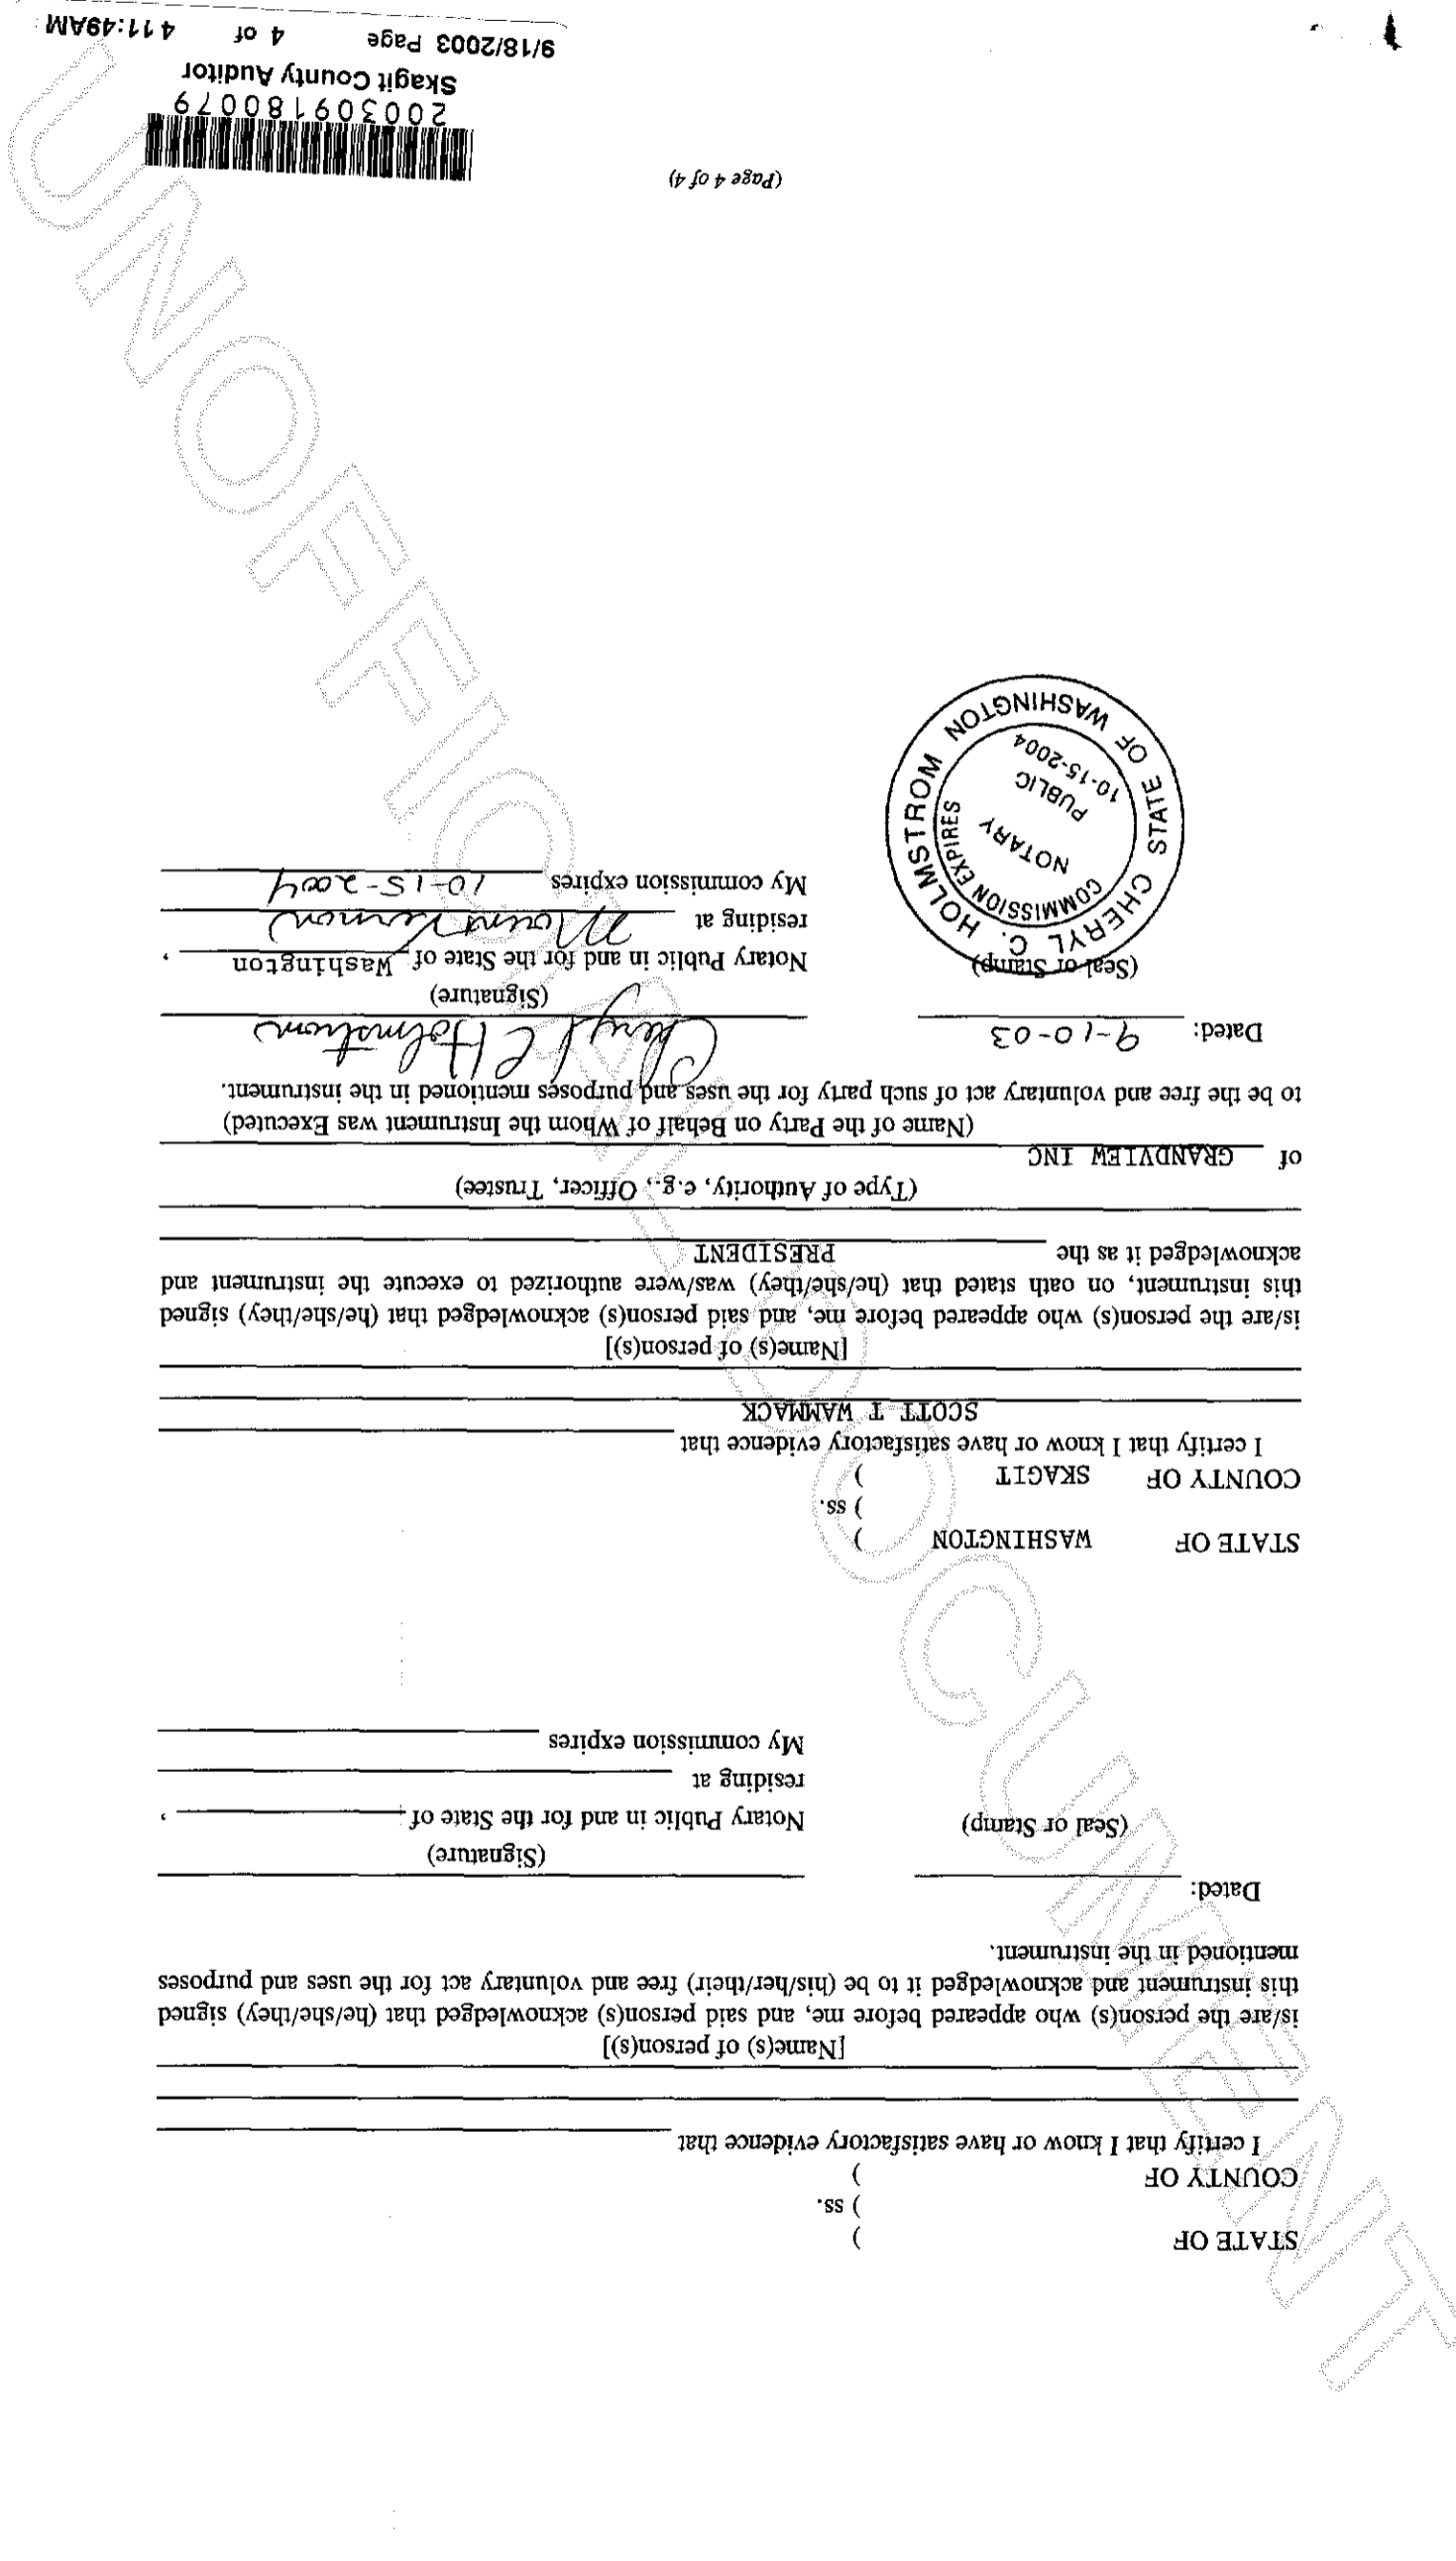 STATE OF )
) ss.
COUNTY OF )
I certify that I know or have satisfactory evidence that
[Name(s) of person(s)]
is/are the person(s) who appeared before me, and said person(s) acknowledged that (he/she/they) signed
this instrument and acknowledged it to be (his/her/their) free and voluntary act for the uses and purposes
mentioned in the instrument.
Dated:
(Signature)
(Seal or Stamp)
Notary Public in and for the State of ,
residing at
My commission expires
STATE OF WASHINGTON )
) ss.
COUNTY OF SKAGIT )
I certify that I know or have satisfactory evidence that
SCOTT T WAMMACK
[Name(s) of person(s)]
is/are the person(s) who appeared before me, and said person(s) acknowledged that (he/she/they) signed
this instrument, on oath stated that (he/she/they) was/were authorized to execute the instrument and
acknowledged it as the PRESIDENT
(Type of Authority, e.g., Officer, Trustee)
of GRANDVIEW INC
(Name of the Party on Behalf of Whom the Instrument was Executed)
to be the free and voluntary act of such party for the uses and purposes mentioned in the instrument.
Dated: 9-10-03
Cheryl C Holmstrom
(Signature)
(Seal or Stamp)
Notary Public in and for the State of Washington ,
residing at Mount Vernon
My commission expires 10-15-2004
CHERYL C. HOLMSTROM
STATE OF WASHINGTON
COMMISSION EXPIRES
NOTARY
PUBLIC
10-15-2004
(Page 4 of 4)
200309180079
Skagit County Auditor
9/18/2003 Page 4 of 4 11:49AM
UNOFFICIAL DOCUMENT